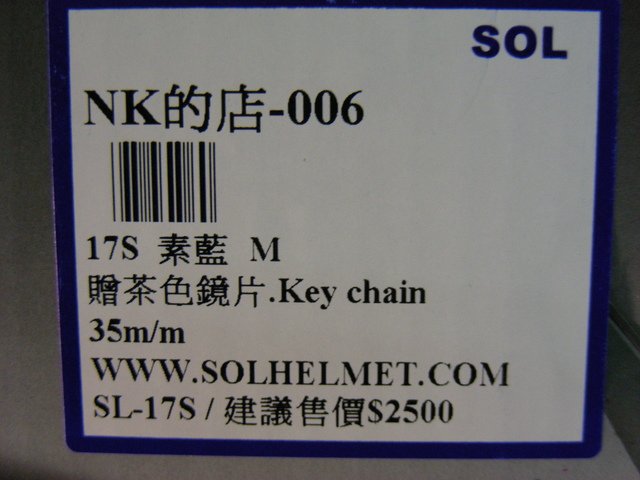 SOL
NK的店-006
17S 素藍 M
贈茶色鏡片.Key chain
35m/m
WWW.SOLHELMET.COM
SL-17S / 建議售價$2500